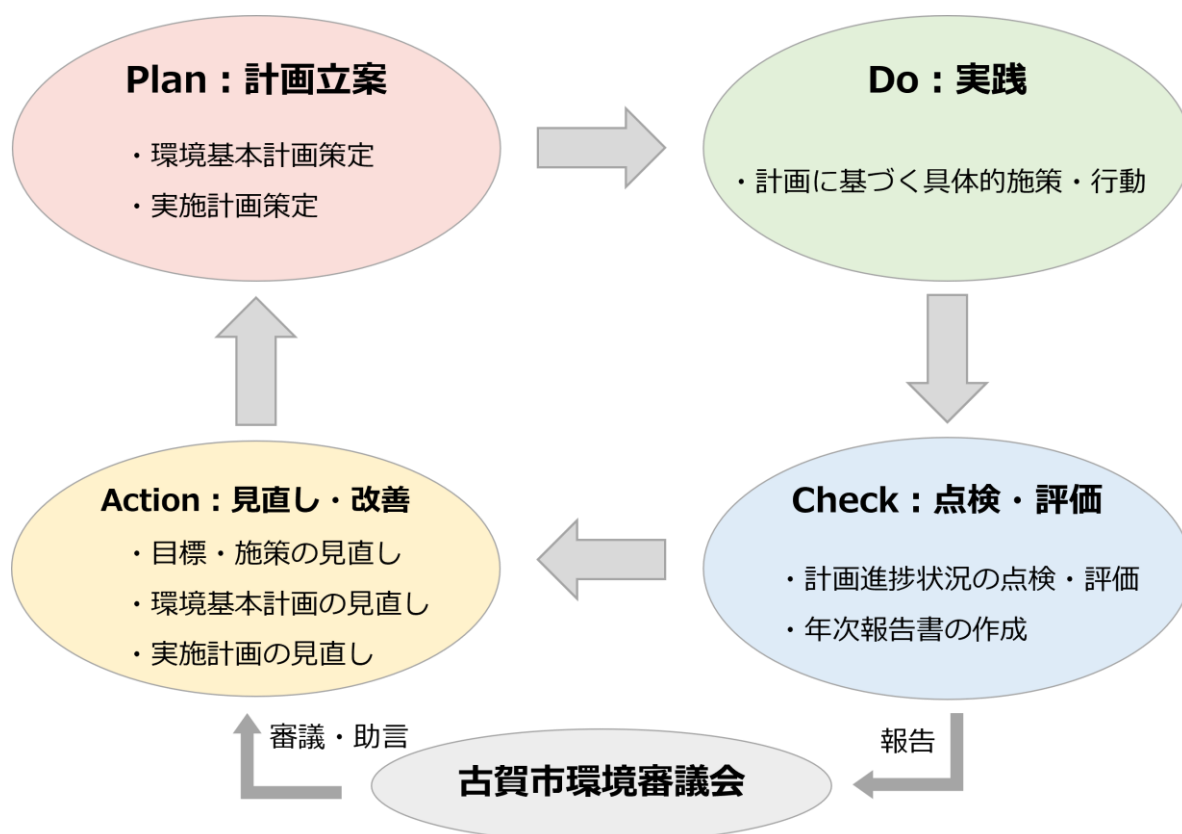 Plan：計画立案
・環境基本計画策定
・実施計画策定
Do：実践
・計画に基づく具体的施策・行動
Check：点検・評価
・計画進捗状況の点検・評価
・年次報告書の作成
Action：見直し・改善
・目標・施策の見直し
・環境基本計画の見直し
・実施計画の見直し
報告
古賀市環境審議会
審議・助言